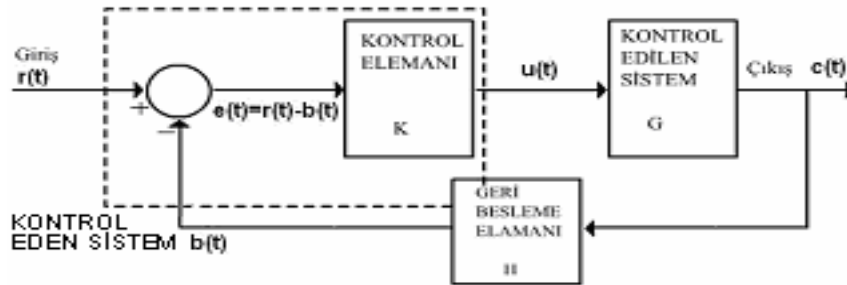 Giriş
r(t)
+
−
e(t)=r(t)-b(t)
KONTROL
ELEMANI
K
u(t)
KONTROL
EDİLEN
SİSTEM
G
Çıkış
c(t)
GERİ
BESLEME
ELAMANI
H
KONTROL
EDEN SİSTEM
b(t)